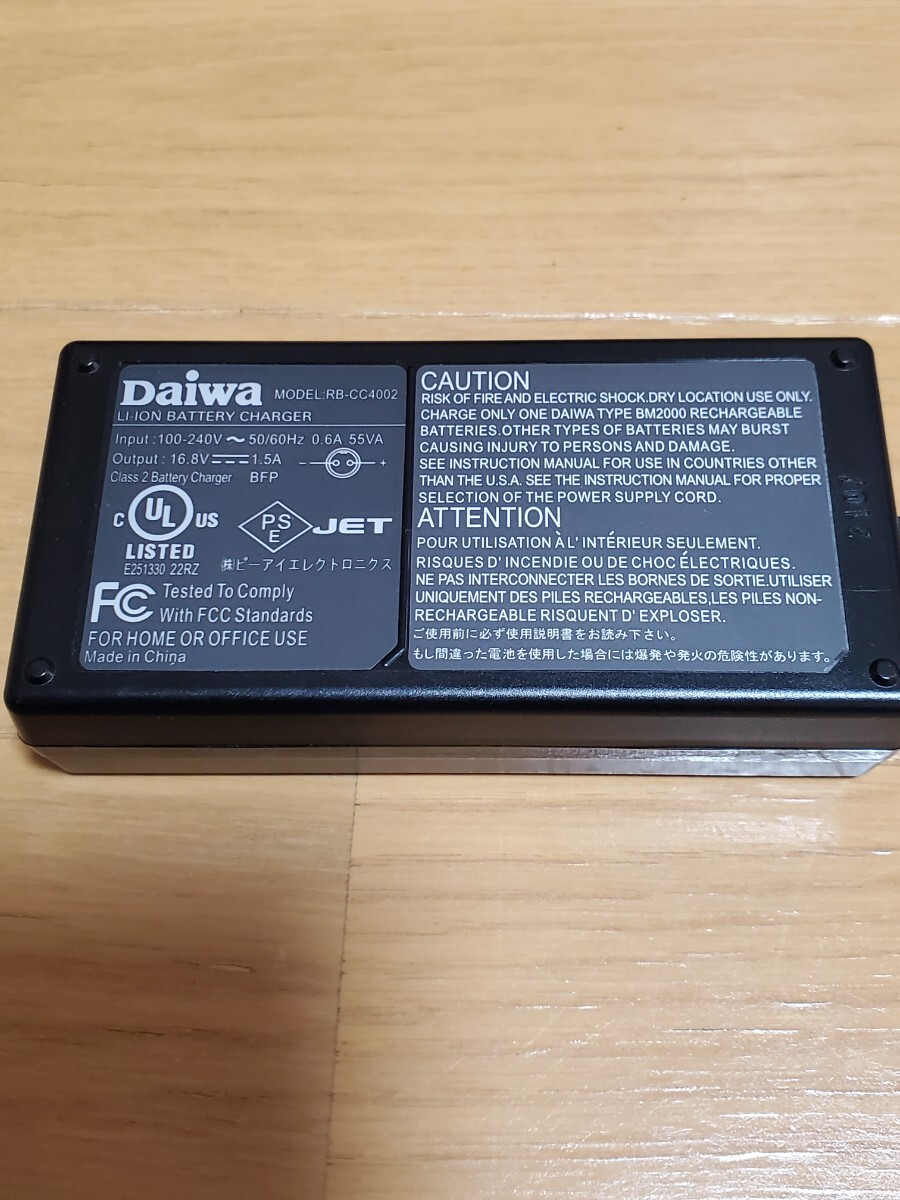 Daiwa MODEL:RB-CC4002
LI-ION BATTERY CHARGER
Input :100-240V～50/60Hz 0.6A 55VA
Output : 16.8V⎓1.5A - +
Class 2 Battery Charger BFP
C UL US
LISTED
E251330 22RZ
PSE JET
㈱ピーアイエレクトロニクス
FC Tested To Comply
With FCC Standards
FOR HOME OR OFFICE USE
Made in China
CAUTION
RISK OF FIRE AND ELECTRIC SHOCK.DRY LOCATION USE ONLY.
CHARGE ONLY ONE DAIWA TYPE BM2000 RECHARGEABLE
BATTERIES.OTHER TYPES OF BATTERIES MAY BURST
CAUSING INJURY TO PERSONS AND DAMAGE.
SEE INSTRUCTION MANUAL FOR USE IN COUNTRIES OTHER
THAN THE U.S.A. SEE THE INSTRUCTION MANUAL FOR PROPER
SELECTION OF THE POWER SUPPLY CORD.
ATTENTION
POUR UTILISATION À L' INTÉRIEUR SEULEMENT.
RISQUES D' INCENDIE OU DE CHOC ÉLECTRIQUES.
NE PAS INTERCONNECTER LES BORNES DE SORTIE.UTILISER
UNIQUEMENT DES PILES RECHARGEABLES,LES PILES NON-
RECHARGEABLE RISQUENT D' EXPLOSER.
ご使用前に必ず使用説明書をお読み下さい。
もし間違った電池を使用した場合には爆発や発火の危険性があります。